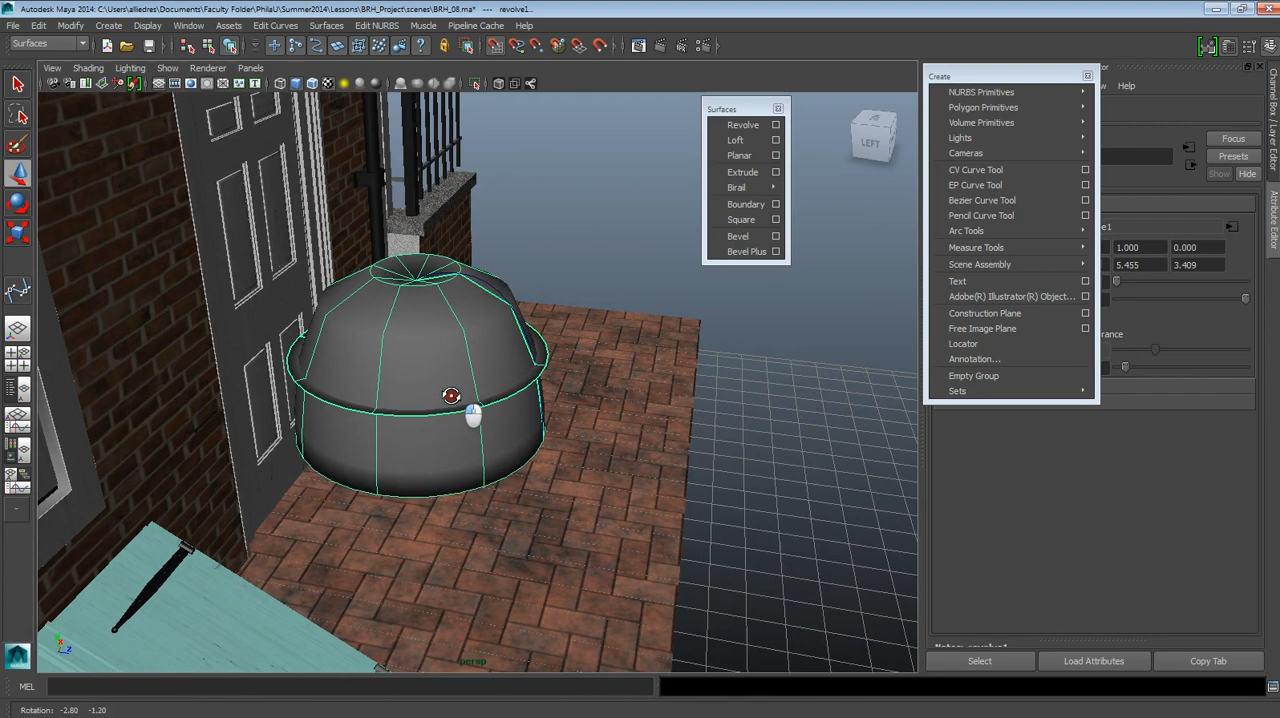 Autodesk Maya 2014: C:\Users\alliedres\Documents\Faculty Folder\PhilaU\Summer2014\Lessons\BRH_Project\scenes\BRH_08.ma* --- revolve1...
File Edit Modify Create Display Window Assets Edit Curves Surfaces Edit NURBS Muscle Pipeline Cache Help
Surfaces
View Shading Lighting Show Renderer Panels
Surfaces
Revolve
Loft
Planar
Extrude
Birail
Boundary
Square
Bevel
Bevel Plus
LEFT
Create
NURBS Primitives
Polygon Primitives
Volume Primitives
Lights
Cameras
CV Curve Tool
EP Curve Tool
Bezier Curve Tool
Pencil Curve Tool
Arc Tools
Measure Tools
Scene Assembly
Text
Adobe(R) Illustrator(R) Object...
Construction Plane
Free Image Plane
Locator
Annotation...
Empty Group
Sets
Help
Focus
Presets
Show Hide
1.000 0.000
5.455 3.409
Channel Box / Layer Editor
Attribute Editor
persp
Select Load Attributes Copy Tab
MEL
Rotation: -2.80 -1.20